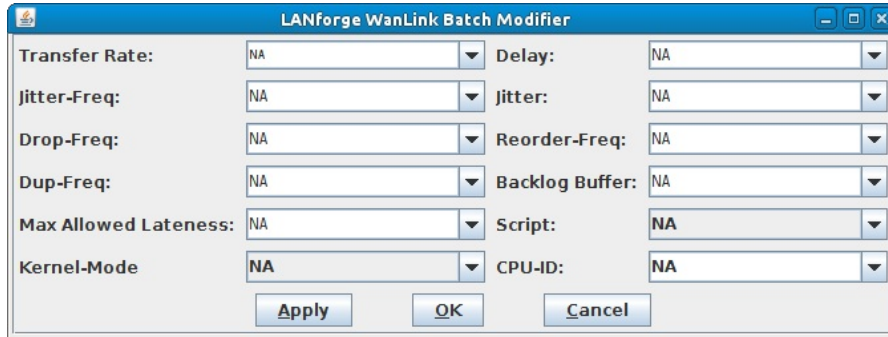 LANforge WanLink Batch Modifier
Transfer Rate: NA Delay: NA
Jitter-Freq: NA Jitter: NA
Drop-Freq: NA Reorder-Freq: NA
Dup-Freq: NA Backlog Buffer: NA
Max Allowed Lateness: NA Script: NA
Kernel-Mode NA CPU-ID: NA
Apply OK Cancel